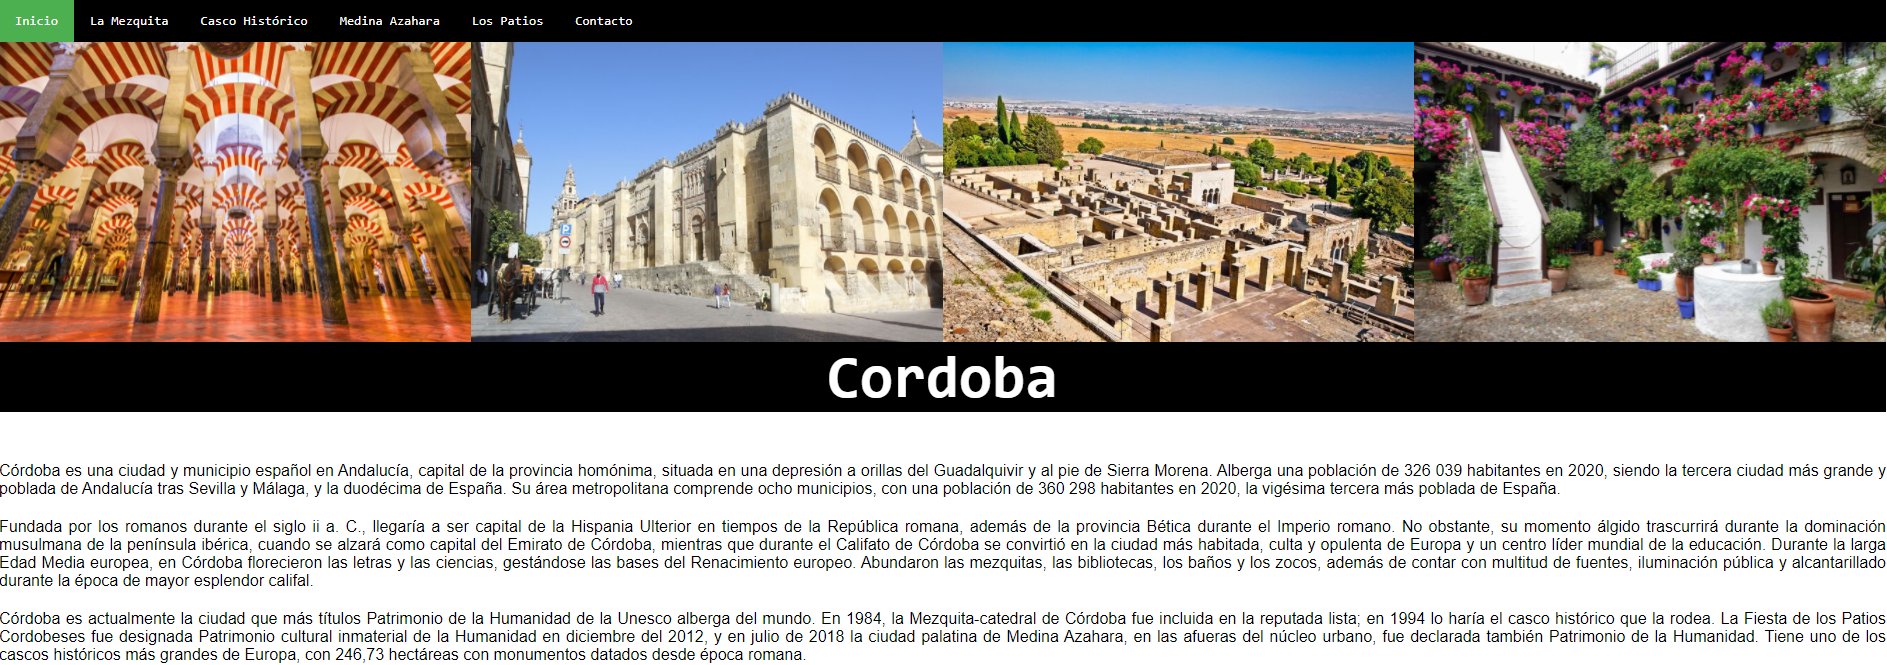 Inicio La Mezquita Casco Histórico Medina Azahara Los Patios Contacto
P
Cordoba
Córdoba es una ciudad y municipio español en Andalucía, capital de la provincia homónima, situada en una depresión a orillas del Guadalquivir y al pie de Sierra Morena. Alberga una población de 326 039 habitantes en 2020, siendo la tercera ciudad más grande y
poblada de Andalucía tras Sevilla y Málaga, y la duodécima de España. Su área metropolitana comprende ocho municipios, con una población de 360 298 habitantes en 2020, la vigésima tercera más poblada de España.
Fundada por los romanos durante el siglo ii a. C., llegaría a ser capital de la Hispania Ulterior en tiempos de la República romana, además de la provincia Bética durante el Imperio romano. No obstante, su momento álgido trascurrirá durante la dominación
musulmana de la península ibérica, cuando se alzará como capital del Emirato de Córdoba, mientras que durante el Califato de Córdoba se convirtió en la ciudad más habitada, culta y opulenta de Europa y un centro líder mundial de la educación. Durante la larga
Edad Media europea, en Córdoba florecieron las letras y las ciencias, gestándose las bases del Renacimiento europeo. Abundaron las mezquitas, las bibliotecas, los baños y los zocos, además de contar con multitud de fuentes, iluminación pública y alcantarillado
durante la época de mayor esplendor califal.
Córdoba es actualmente la ciudad que más títulos Patrimonio de la Humanidad de la Unesco alberga del mundo. En 1984, la Mezquita-catedral de Córdoba fue incluida en la reputada lista; en 1994 lo haría el casco histórico que la rodea. La Fiesta de los Patios
Cordobeses fue designada Patrimonio cultural inmaterial de la Humanidad en diciembre del 2012, y en julio de 2018 la ciudad palatina de Medina Azahara, en las afueras del núcleo urbano, fue declarada también Patrimonio de la Humanidad. Tiene uno de los
cascos históricos más grandes de Europa, con 246,73 hectáreas con monumentos datados desde época romana.